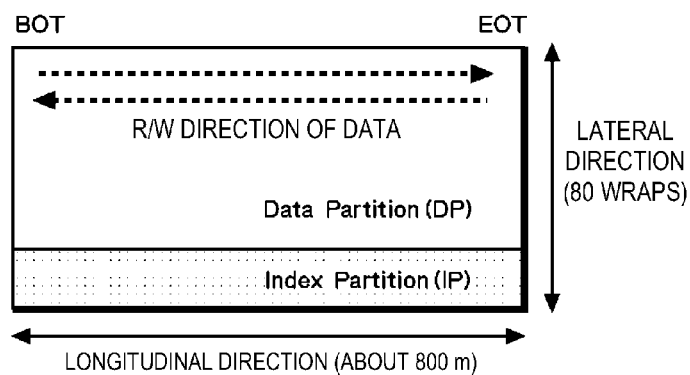 BOT EOT
R/W DIRECTION OF DATA
LATERAL
DIRECTION
(80 WRAPS)
Data Partition (DP)
Index Partition (IP)
LONGITUDINAL DIRECTION (ABOUT 800 m)